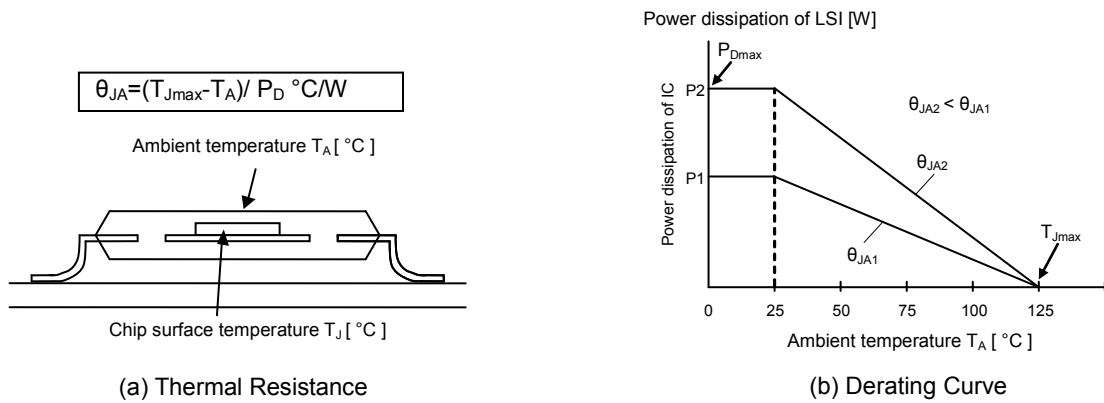 θJA=(TJmax-TA)/ PD °C/W
Ambient temperature TA [ °C ]
Chip surface temperature TJ [ °C ]
(a) Thermal Resistance
Power dissipation of LSI [W]
PDmax
P2
θJA2 < θJA1
Power dissipation of IC
θJA2
P1
TJmax
θJA1
0 25 50 75 100 125
Ambient temperature TA [ °C ]
(b) Derating Curve